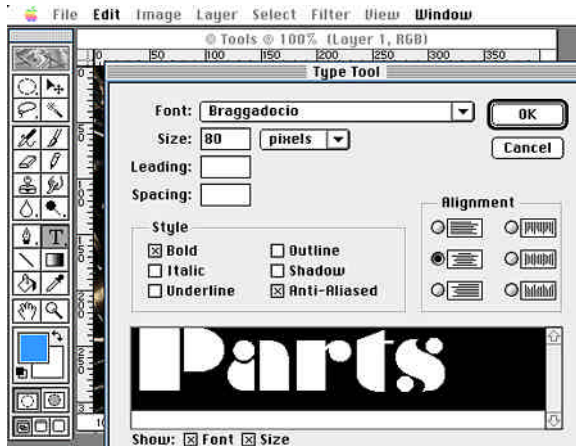 File Edit Image Layer Select Filter View Window
© Tools @ 100% (Layer 1, RGB)
0 50 100 150 200 250 300 350
Type Tool
Font: Braggadocio
OK
Size: 80 pixels
Cancel
Leading:
Spacing:
Alignment
Style
Bold
Outline
Italic
Shadow
Underline
Anti-Aliased
T
Parts
Show: Font Size